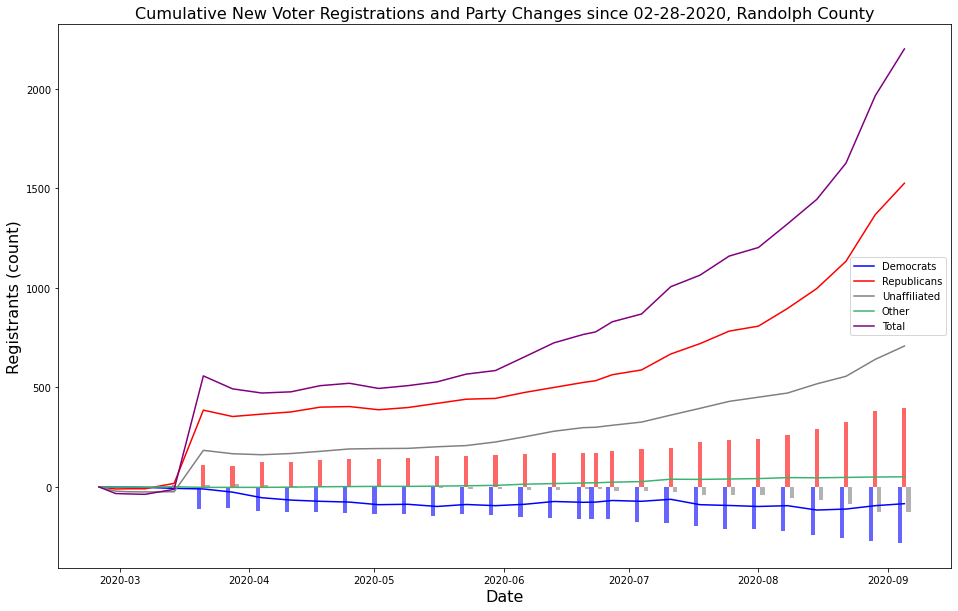 Cumulative New Voter Registrations and Party Changes since 02-28-2020, Randolph County
Registrants (count)
2000
1500
1000
500
0
Democrats
Republicans
Unaffiliated
Other
Total
2020-03
2020-04
2020-05
2020-06
2020-07
2020-08
2020-09
Date